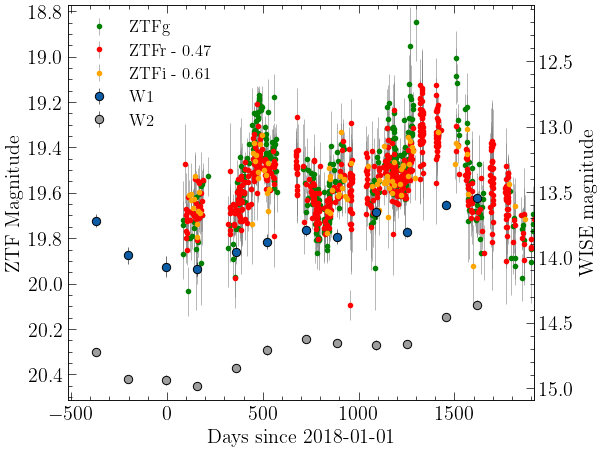 ZTFg
ZTFr - 0.47
ZTFi - 0.61
W1
W2
ZTF Magnitude
18.8
19.0
19.2
19.4
19.6
19.8
20.0
20.2
20.4
WISE magnitude
12.5
13.0
13.5
14.0
14.5
15.0
−500
0
500
1000
1500
Days since 2018-01-01